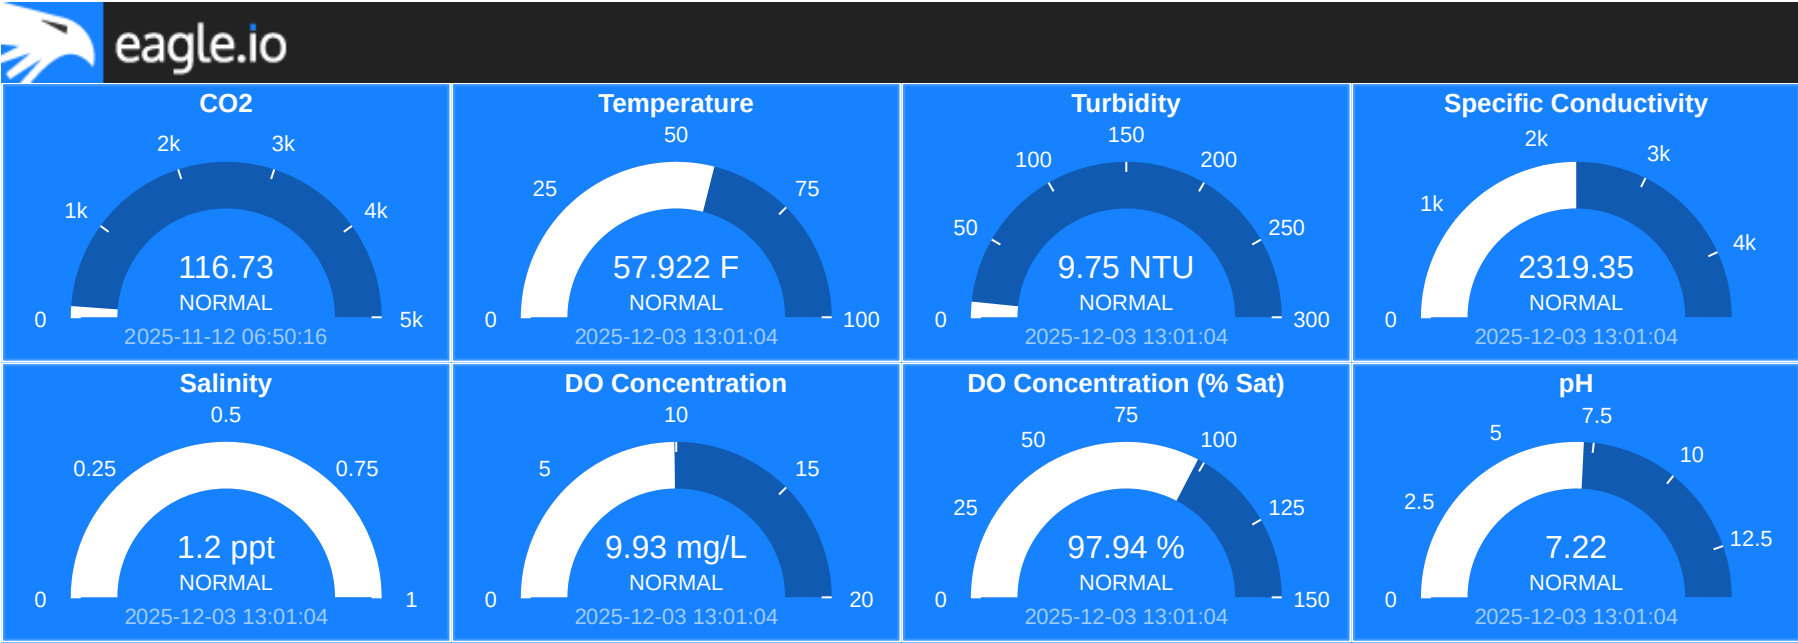 eagle.io
CO2
0
1k
2k
3k
4k
5k
116.73
NORMAL
2025-11-12 06:50:16
Temperature
0
25
50
75
100
57.922 F
NORMAL
2025-12-03 13:01:04
Turbidity
0
50
100
150
200
250
300
9.75 NTU
NORMAL
2025-12-03 13:01:04
Specific Conductivity
0
1k
2k
3k
4k
2319.35
NORMAL
2025-12-03 13:01:04
Salinity
0
0.25
0.5
0.75
1
1.2 ppt
NORMAL
2025-12-03 13:01:04
DO Concentration
0
5
10
15
20
9.93 mg/L
NORMAL
2025-12-03 13:01:04
DO Concentration (% Sat)
0
25
50
75
100
125
150
97.94 %
NORMAL
2025-12-03 13:01:04
pH
0
2.5
5
7.5
10
12.5
7.22
NORMAL
2025-12-03 13:01:04